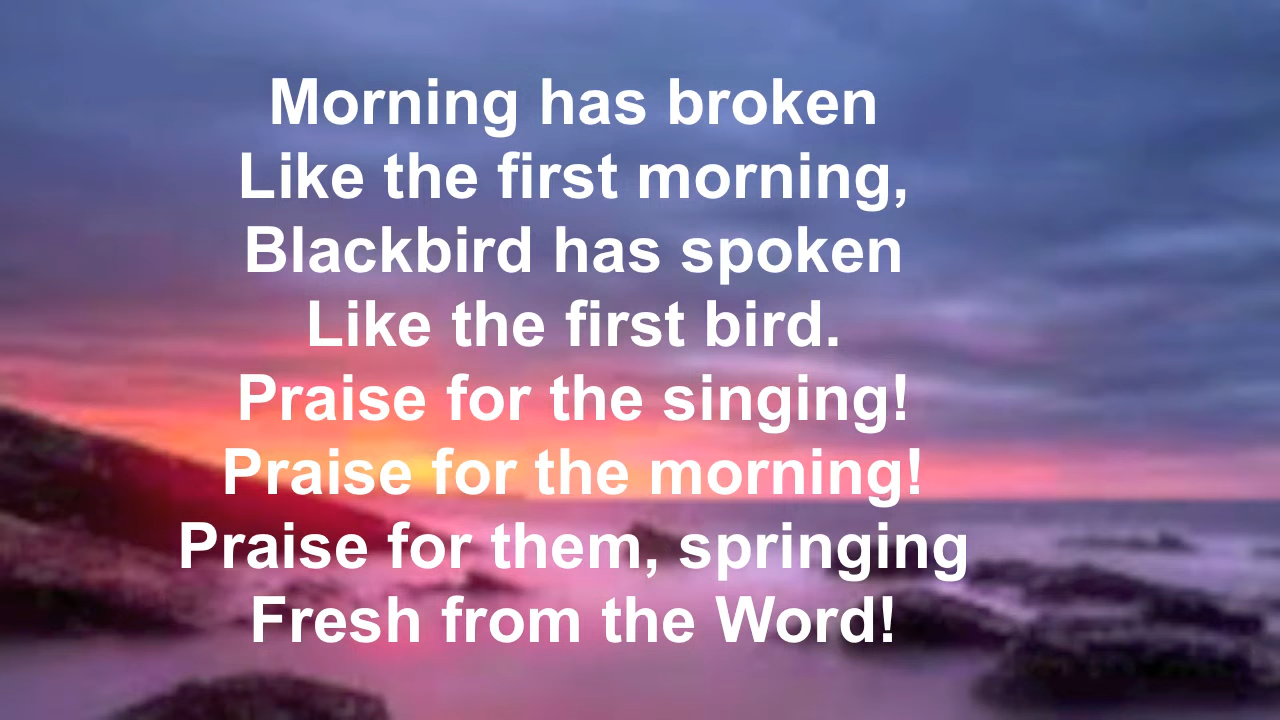 Morning has broken
Like the first morning,
Blackbird has spoken
Like the first bird.
Praise for the singing!
Praise for the morning!
Praise for them, springing
Fresh from the Word!